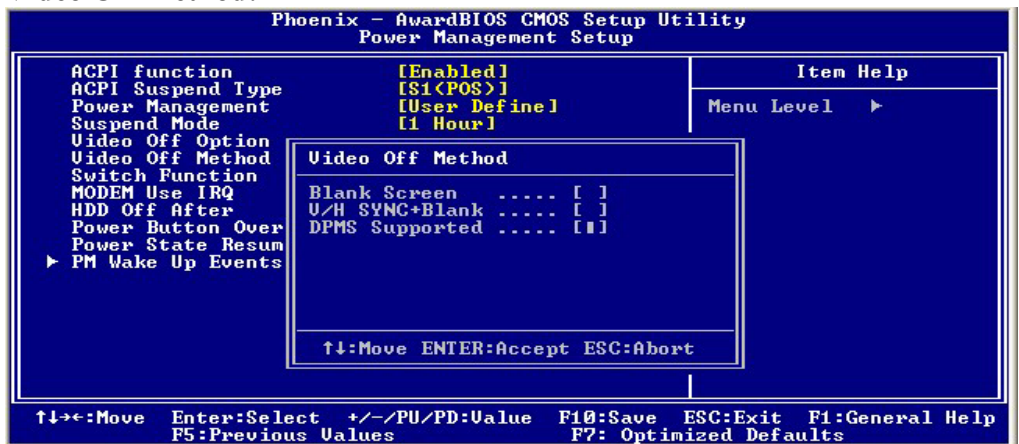 Phoenix - AwardBIOS CMOS Setup Utility
Power Management Setup
ACPI function [Enabled]
ACPI Suspend Type [S1(POS)]
Power Management [User Define]
Suspend Mode [1 Hour]
Video Off Option
Video Off Method
Switch Function
MODEM Use IRQ
HDD Off After
Power Button Over
Power State Resum
► PM Wake Up Events
Item Help
Menu Level ►
Video Off Method
Blank Screen ..... [ ]
V/H SYNC+Blank ..... [ ]
DPMS Supported ..... [▮]
↑↓:Move ENTER:Accept ESC:Abort
↑↓→←:Move Enter:Select +/-/PU/PD:Value F10:Save ESC:Exit F1:General Help
F5:Previous Values F7: Optimized Defaults